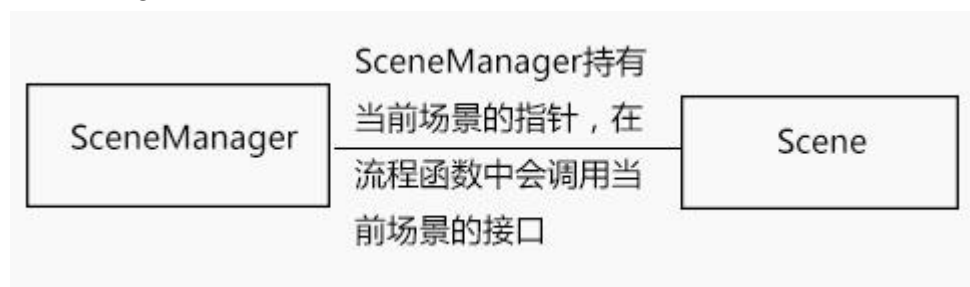 SceneManager
SceneManager持有
当前场景的指针，在
流程函数中会调用当
前场景的接口
Scene